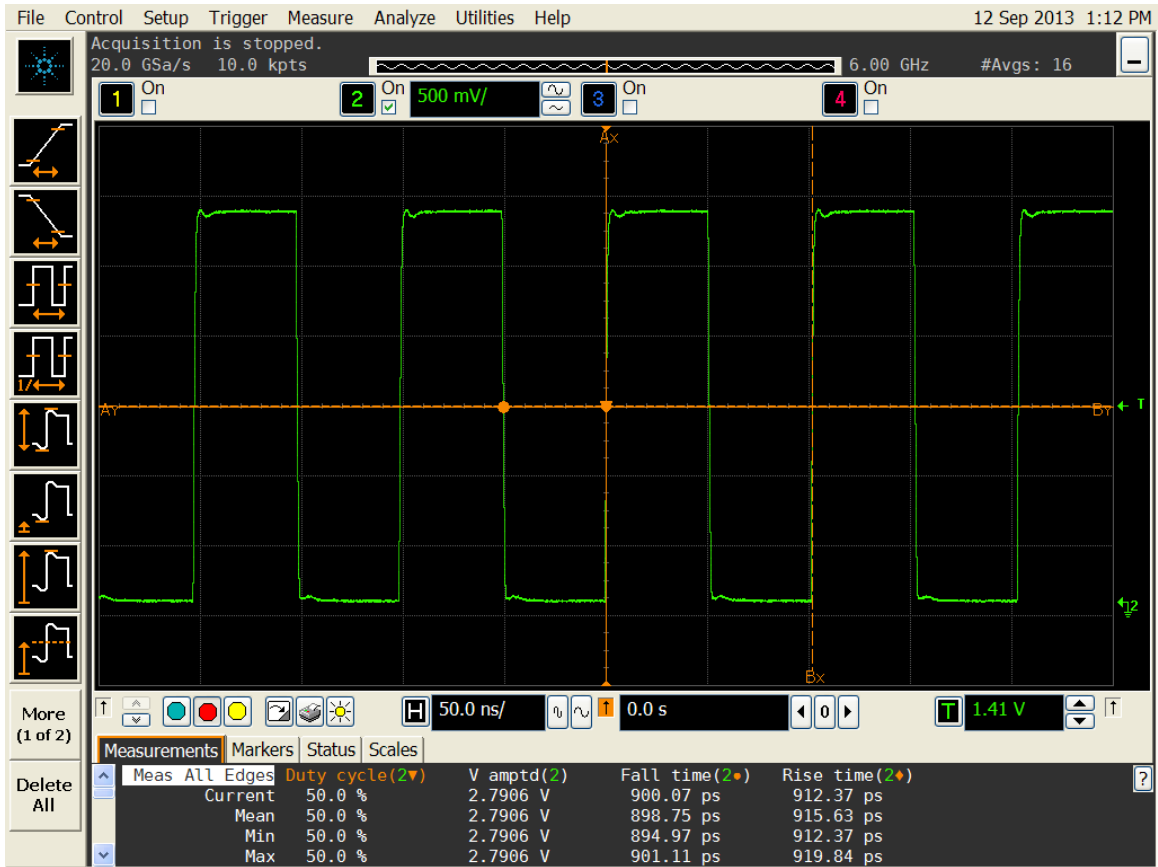 File Control Setup Trigger Measure Analyze Utilities Help 12 Sep 2013 1:12 PM
Acquisition is stopped.
20.0 GSa/s 10.0 kpts 6.00 GHz #Avgs: 16
1 On 2 On 500 mV/ 3 On 4 On
Ax
AY BY T
2
Bx
1/
H 50.0 ns/ 0.0 s 0 T 1.41 V
More
(1 of 2)
Delete
All
Measurements Markers Status Scales
Meas All Edges Duty cycle(2▼) V amptd(2) Fall time(2●) Rise time(2♦) ?
Current 50.0 % 2.7906 V 900.07 ps 912.37 ps
Mean 50.0 % 2.7906 V 898.75 ps 915.63 ps
Min 50.0 % 2.7906 V 894.97 ps 912.37 ps
Max 50.0 % 2.7906 V 901.11 ps 919.84 ps